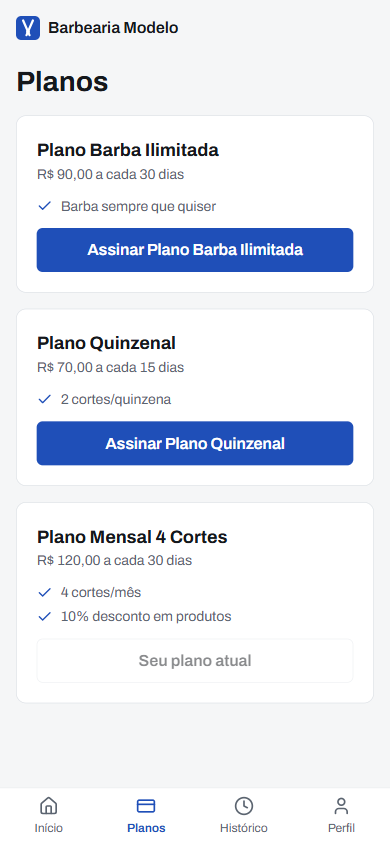 Barbearia Modelo
Planos
Plano Barba Ilimitada
R$ 90,00 a cada 30 dias
Barba sempre que quiser
Assinar Plano Barba Ilimitada
Plano Quinzenal
R$ 70,00 a cada 15 dias
2 cortes/quinzena
Assinar Plano Quinzenal
Plano Mensal 4 Cortes
R$ 120,00 a cada 30 dias
4 cortes/mês
10% desconto em produtos
Seu plano atual
Início
Planos
Histórico
Perfil